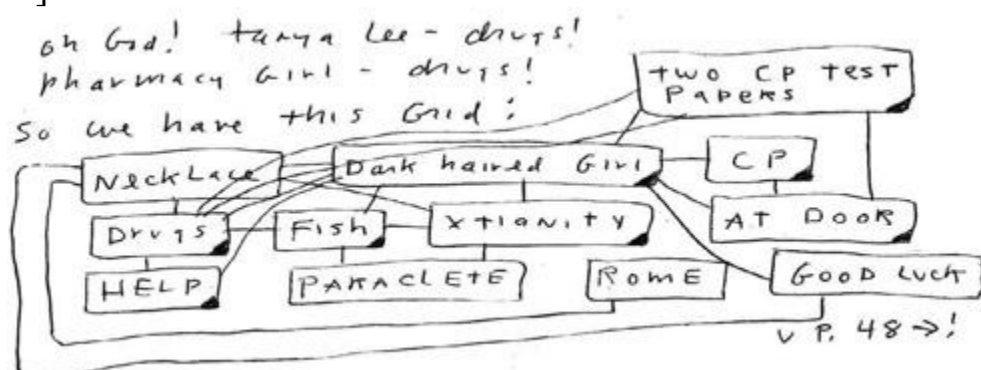 oh God! tanya Lee - drugs!
pharmacy Girl - drugs!
two CP test
Papers
So we have this Grid:
Necklace
Dark haired Girl
CP
Drugs
Fish
Xtianity
AT DOOR
HELP
PARACLETE
ROME
GOOD LUCK
v P. 48→!